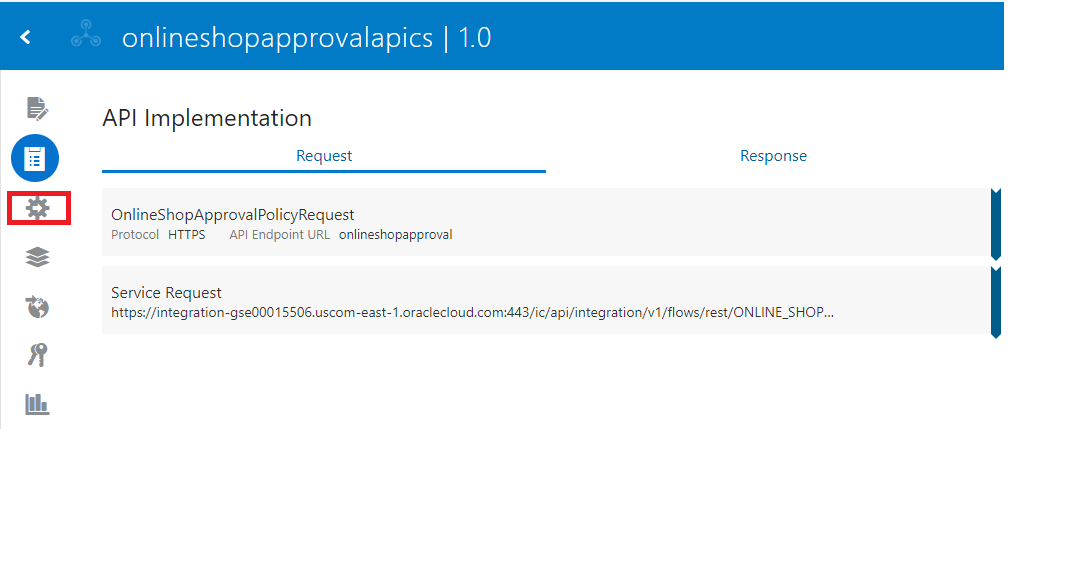 onlineshopapprovalapics | 1.0
API Implementation
Request Response
OnlineShopApprovalPolicyRequest
Protocol HTTPS API Endpoint URL onlineshopapproval
Service Request
https://integration-gse00015506.uscom-east-1.oraclecloud.com:443/ic/api/integration/v1/flows/rest/ONLINE_SHOP...